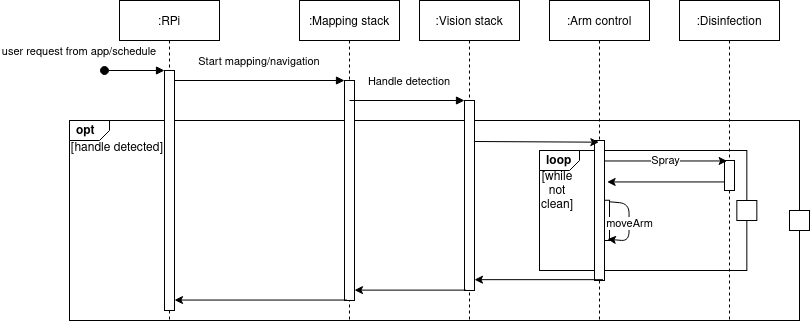 :RPi
:Mapping stack
:Vision stack
:Arm control
:Disinfection
user request from app/schedule
Start mapping/navigation
Handle detection
opt
[handle detected]
loop
[while
not
clean]
Spray
moveArm